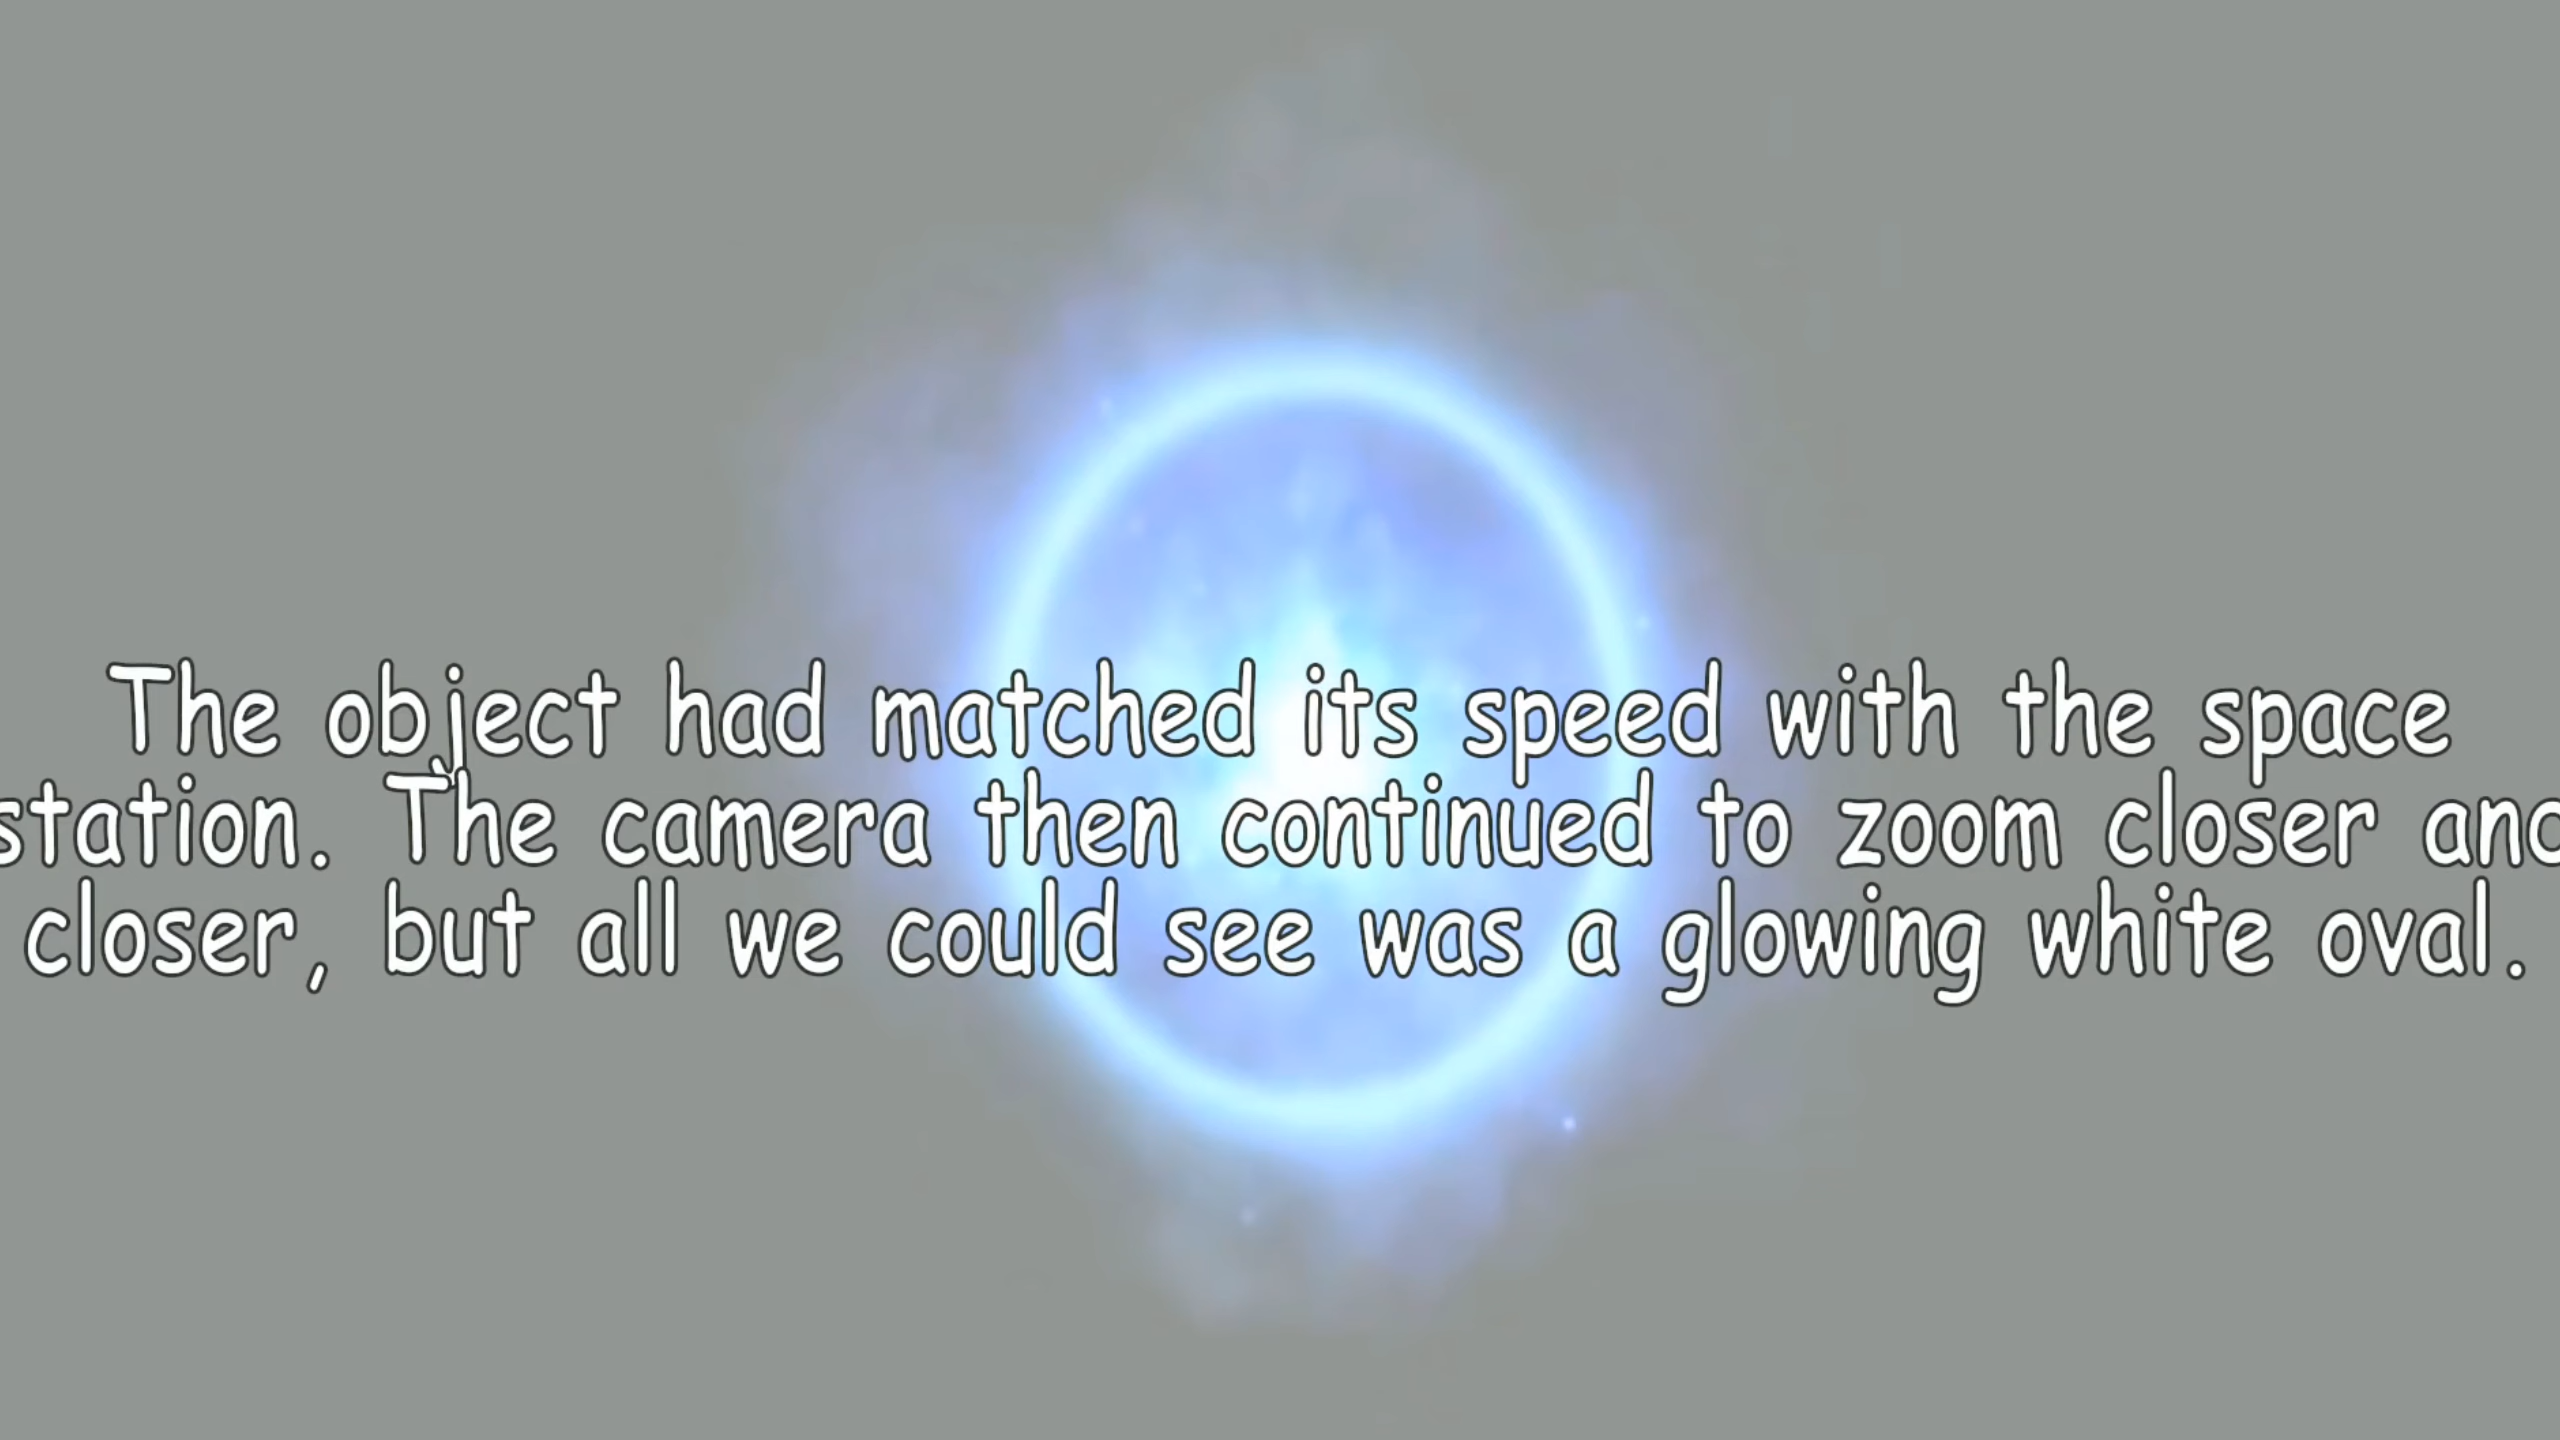 The object had matched its speed with the space
station. The camera then continued to zoom closer and
closer, but all we could see was a glowing white oval.